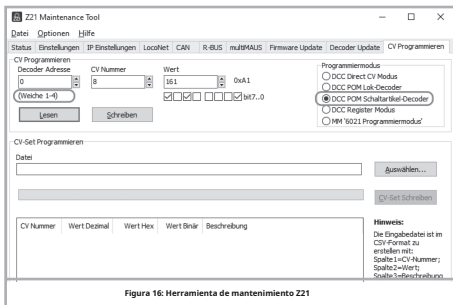 Z21 Maintenance Tool
Datei Optionen Hilfe
Status Einstellungen IP Einstellungen LocoNet CAN R-BUS multiMAUS Firmware Update Decoder Update CV Programmieren
CV Programmieren
Decoder Adresse CV Nummer Wert
0 8 161 0xA1
(Weiche 1-4) bit7..0
Lesen Schreiben
Programmiermodus
DCC Direct CV Modus
DCC POM Lok-Decoder
DCC POM Schaltartikel-Decoder
DCC Register Modus
MM '6021 Programmiermodus'
CV-Set Programmieren
Datei
Auswählen...
CV-Set Schreiben
CV Nummer Wert Dezimal Wert Hex Wert Binär Beschreibung
Hinweis:
Die Eingabedatei ist im
CSV-Format zu
erstellen mit:
Spalte1=CV-Nummer;
Spalte2=Wert;
Spalte3=Beschreibung
Figura 16: Herramienta de mantenimiento Z21